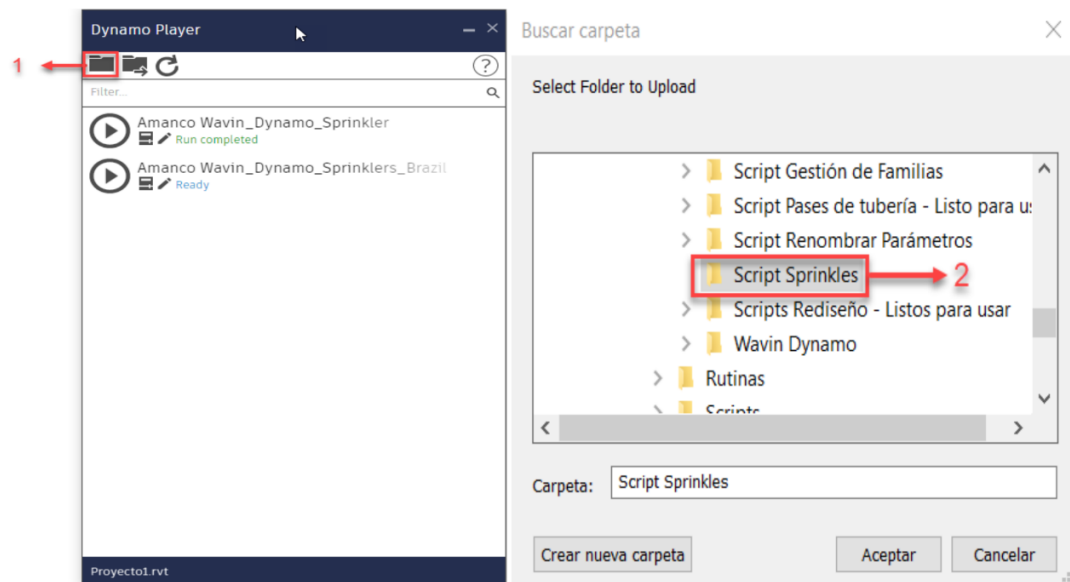 Dynamo Player
1
Filter...
Amanco Wavin_Dynamo_Sprinkler
Run completed
Amanco Wavin_Dynamo_Sprinklers_Brazil
Ready
Proyecto1.rvt
Buscar carpeta
Select Folder to Upload
Script Gestión de Familias
Script Pases de tubería - Listo para u
Script Renombrar Parámetros
Script Sprinkles
2
Scripts Rediseño - Listos para usar
Wavin Dynamo
Rutinas
Scripts
Carpeta: Script Sprinkles
Crear nueva carpeta Aceptar Cancelar